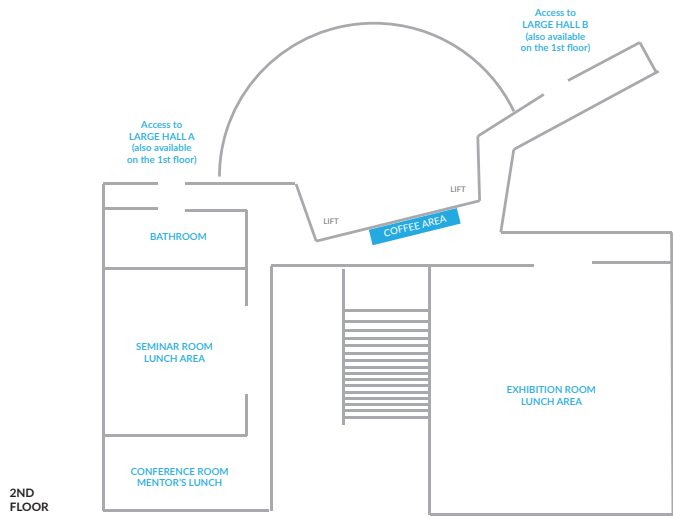 Access to
LARGE HALL B
(also available
on the 1st floor)
Access to
LARGE HALL A
(also available
on the 1st floor)
LIFT
LIFT
COFFEE AREA
BATHROOM
SEMINAR ROOM
LUNCH AREA
EXHIBITION ROOM
LUNCH AREA
CONFERENCE ROOM
MENTOR'S LUNCH
2ND
FLOOR